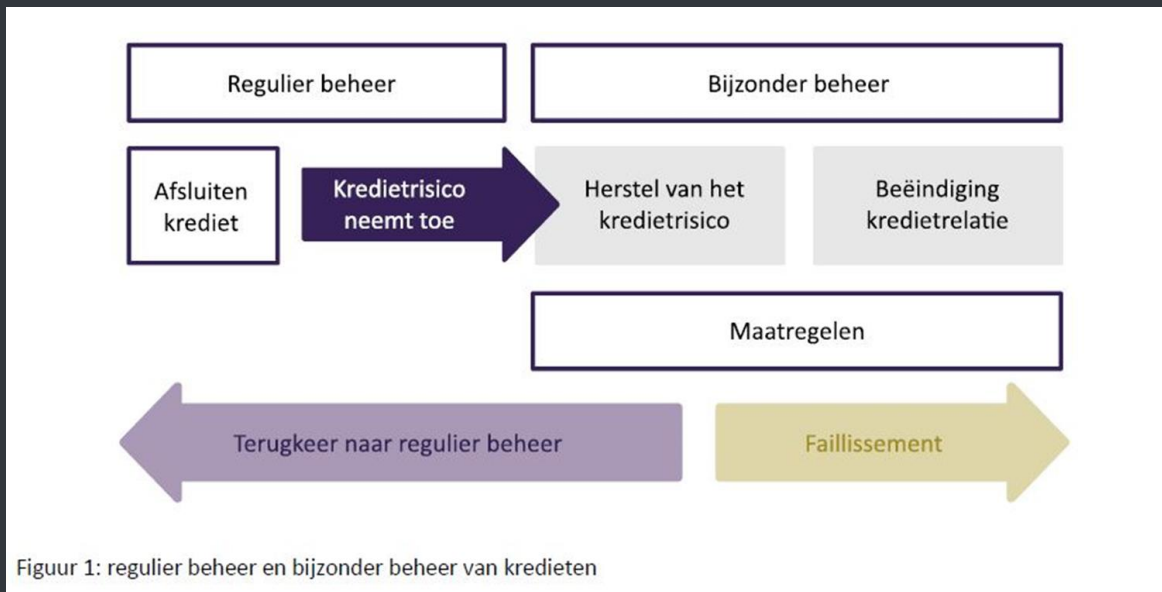 Regulier beheer
Bijzonder beheer
Afsluiten
krediet
Kredietrisico
neemt toe
Herstel van het
kredietrisico
Beëindiging
kredietrelatie
Maatregelen
Terugkeer naar regulier beheer
Faillissement
Figuur 1: regulier beheer en bijzonder beheer van kredieten